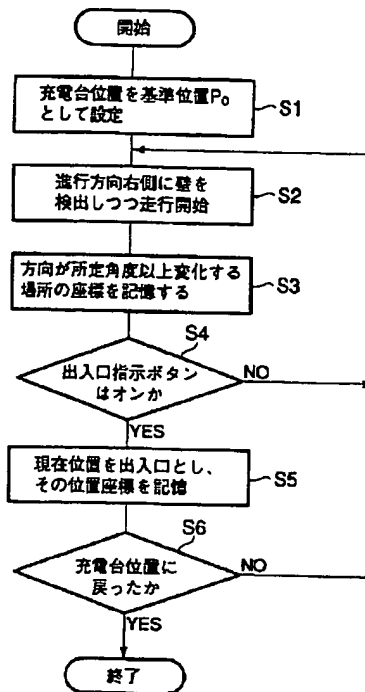 開始
充電台位置を基準位置P₀
として設定
S1
進行方向右側に壁を
検出しつつ走行開始
S2
方向が所定角度以上変化する
場所の座標を記憶する
S3
S4
出入口指示ボタン
はオンか
NO
YES
現在位置を出入口とし、
その位置座標を記憶
S5
S6
充電台位置に
戻ったか
NO
YES
終了